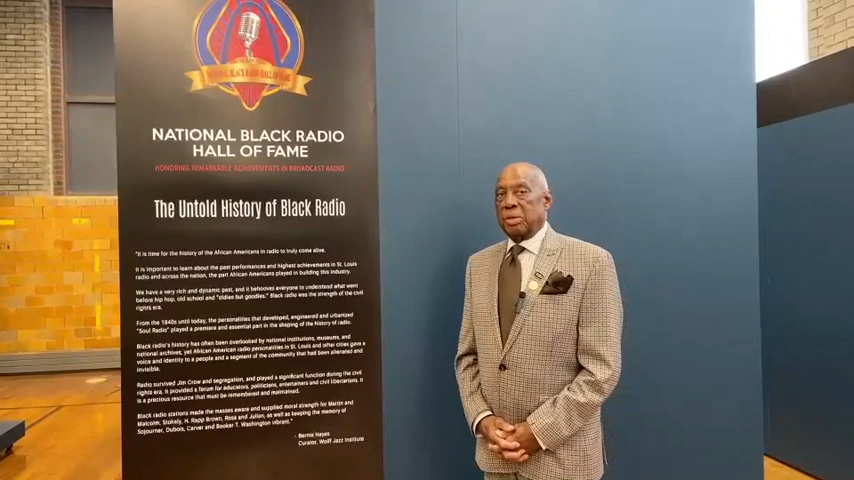 NATIONAL BLACK RADIO HALL OF FAME
NATIONAL BLACK RADIO
HALL OF FAME
HONORING REMARKABLE ACHIEVEMENTS IN BROADCAST RADIO
The Untold History of Black Radio
"It is time for the history of African Americans in radio to truly come alive.
It is important to learn about the past performances and highest achievements in St. Louis
radio and across the nation, the part African Americans played in building this history.
We have a very rich and dynamic past, and it behooves everyone to understand what went
before hip hop, old school and "oldies but goodies." Black radio was the strength of the civil
rights era.
From the 1940s until today, the personalities that developed, engineered and organized
"Soul Radio" played a premiere and essential part in the shaping of the history of radio.
Black radio history has often been overlooked by national institutions, museums, and
national archives, yet African American radio personalities in St. Louis and elsewhere gave a
voice and identity to a people and a segment of the community that had been alienated and
invisible.
Radio survived Jim Crow and Segregation, and played a significant function during the civil
rights era, it provided a forum for educators, politicians, entertainers and literarian. It
is a precious resource that must be remembered and maintained.
Black radio stations made the masses aware and supplied moral strength for Martin and
Malcolm, Stokely, H. Rapp Brown, Rosa and Julian, as well as keeping the memory of
Sojourner, Dubois, Carver and Booker T. Washington vibrant."
- Bernie Hayes
Curator, Wolff Jazz Institute